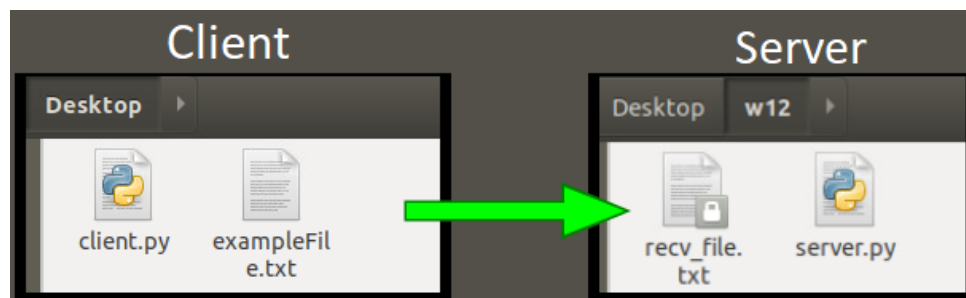 Client
Server
Desktop
Desktop w12
client.py
exampleFil
e.txt
recv_file.
txt
server.py